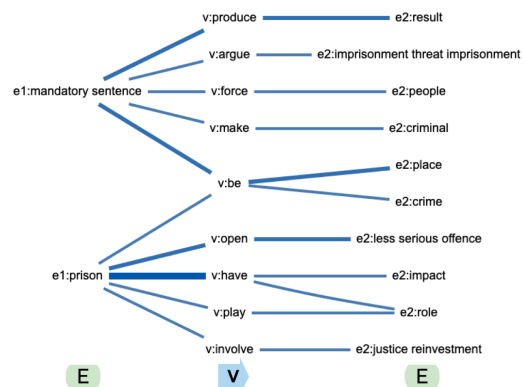 v:produce e2:result
v:argue e2:imprisonment threat imprisonment
e1:mandatory sentence v:force e2:people
v:make e2:criminal
e2:place
v:be
e2:crime
v:open e2:less serious offence
e1:prison v:have e2:impact
v:play e2:role
v:involve e2:justice reinvestment
E V E